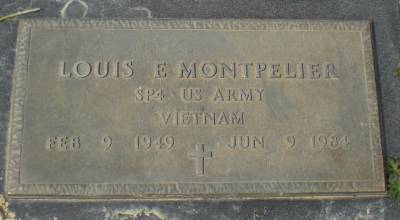 LOUIS E MONTPELIER
SP4 US ARMY
VIETNAM
FEB 9 1949 JUN 9 1984